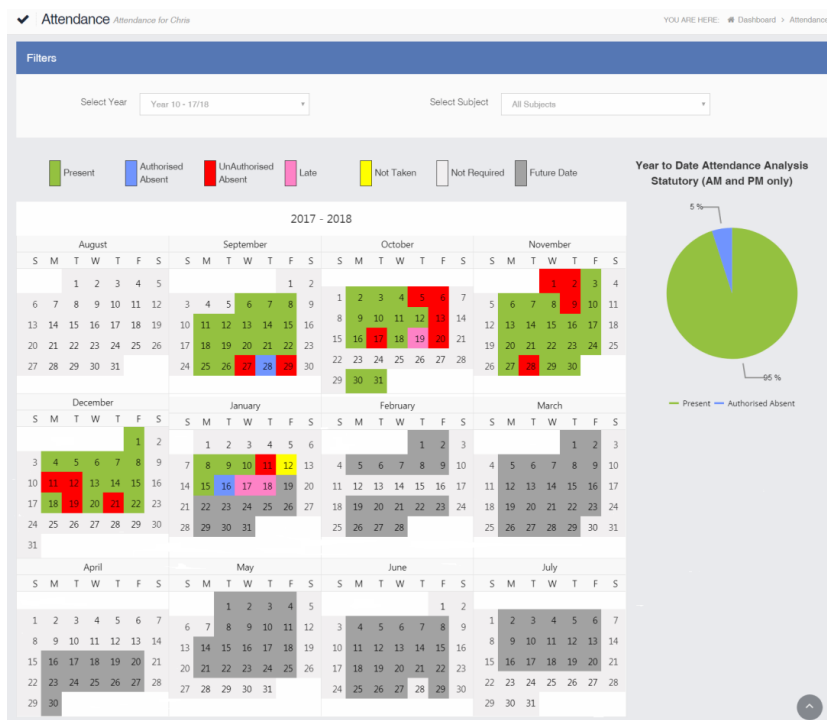 Attendance Attendance for Chris
YOU ARE HERE: Dashboard > Attendance
Filters
Select Year
Year 10 - 17/18
Select Subject
All Subjects
Present
Authorised
Absent
UnAuthorised
Absent
Late
Not Taken
Not Required
Future Date
2017 - 2018
August
S M T W T F S
1 2 3 4 5
6 7 8 9 10 11 12
13 14 15 16 17 18 19
20 21 22 23 24 25 26
27 28 29 30 31
September
S M T W T F S
1 2
3 4 5 6 7 8 9
10 11 12 13 14 15 16
17 18 19 20 21 22 23
24 25 26 27 28 29 30
October
S M T W T F S
1 2 3 4 5 6 7
8 9 10 11 12 13 14
15 16 17 18 19 20 21
22 23 24 25 26 27 28
29 30 31
November
S M T W T F S
1 2 3 4
5 6 7 8 9 10 11
12 13 14 15 16 17 18
19 20 21 22 23 24 25
26 27 28 29 30
December
S M T W T F S
1 2
3 4 5 6 7 8 9
10 11 12 13 14 15 16
17 18 19 20 21 22 23
24 25 26 27 28 29 30
31
January
S M T W T F S
1 2 3 4 5 6
7 8 9 10 11 12 13
14 15 16 17 18 19 20
21 22 23 24 25 26 27
28 29 30 31
February
S M T W T F S
1 2 3
4 5 6 7 8 9 10
11 12 13 14 15 16 17
18 19 20 21 22 23 24
25 26 27 28
March
S M T W T F S
1 2 3
4 5 6 7 8 9 10
11 12 13 14 15 16 17
18 19 20 21 22 23 24
25 26 27 28 29 30 31
April
S M T W T F S
1 2 3 4 5 6 7
8 9 10 11 12 13 14
15 16 17 18 19 20 21
22 23 24 25 26 27 28
29 30
May
S M T W T F S
1 2 3 4 5
6 7 8 9 10 11 12
13 14 15 16 17 18 19
20 21 22 23 24 25 26
27 28 29 30 31
June
S M T W T F S
1 2
3 4 5 6 7 8 9
10 11 12 13 14 15 16
17 18 19 20 21 22 23
24 25 26 27 28 29 30
July
S M T W T F S
1 2 3 4 5 6 7
8 9 10 11 12 13 14
15 16 17 18 19 20 21
22 23 24 25 26 27 28
29 30 31
Year to Date Attendance Analysis
Statutory (AM and PM only)
5 %
95 %
Present Authorised Absent